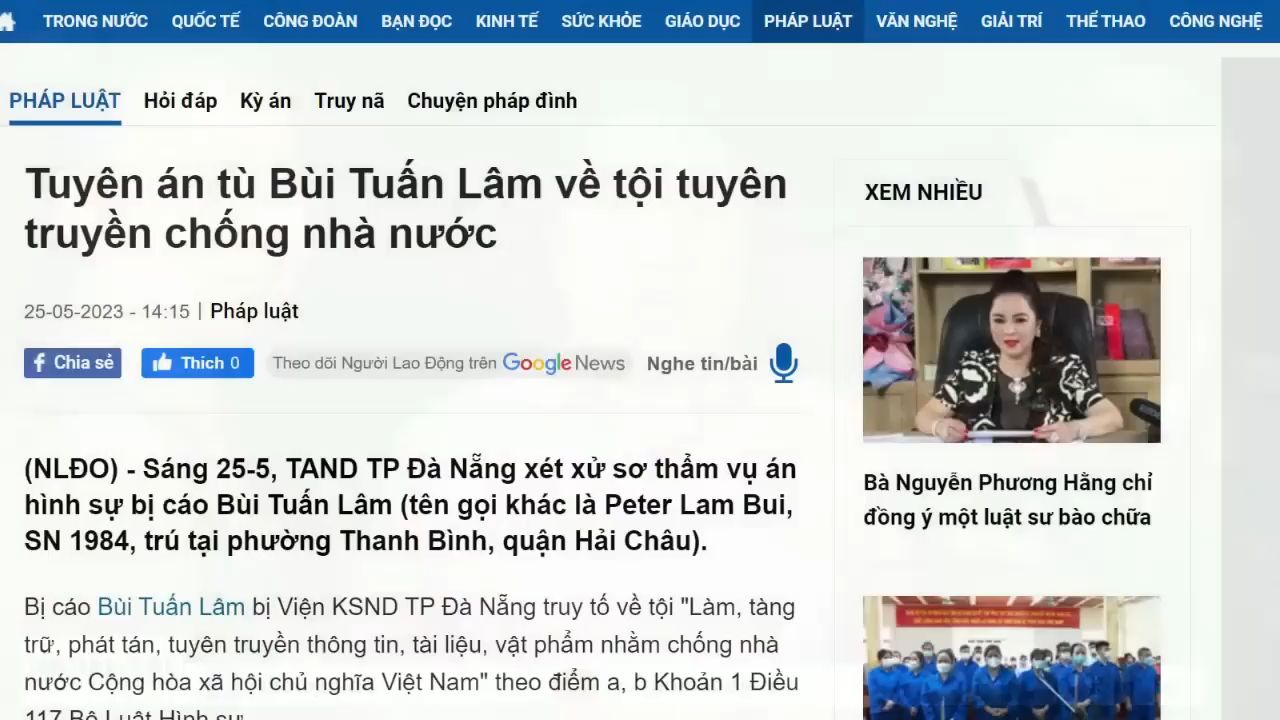 TRONG NƯỚC QUỐC TẾ CÔNG ĐOÀN BẠN ĐỌC KINH TẾ SỨC KHỎE GIÁO DỤC PHÁP LUẬT VĂN NGHỆ GIẢI TRÍ THỂ THAO CÔNG NGHỆ
PHÁP LUẬT Hỏi đáp Kỳ án Truy nã Chuyện pháp đình
Tuyên án tù Bùi Tuấn Lâm về tội tuyên
truyền chống nhà nước
25-05-2023 - 14:15 | Pháp luật
Chia sẻ Thích 0 Theo dõi Người Lao Động trên Google News Nghe tin/bài
(NLĐO) - Sáng 25-5, TAND TP Đà Nẵng xét xử sơ thẩm vụ án
hình sự bị cáo Bùi Tuấn Lâm (tên gọi khác là Peter Lam Bui,
SN 1984, trú tại phường Thanh Bình, quận Hải Châu).
Bị cáo Bùi Tuấn Lâm bị Viện KSND TP Đà Nẵng truy tố về tội "Làm, tàng
trữ, phát tán, tuyên truyền thông tin, tài liệu, vật phẩm nhằm chống nhà
nước Cộng hòa xã hội chủ nghĩa Việt Nam" theo điểm a, b Khoản 1 Điều
117 Bộ Luật Hình sự
XEM NHIỀU
Bà Nguyễn Phương Hằng chỉ
đồng ý một luật sư bào chữa